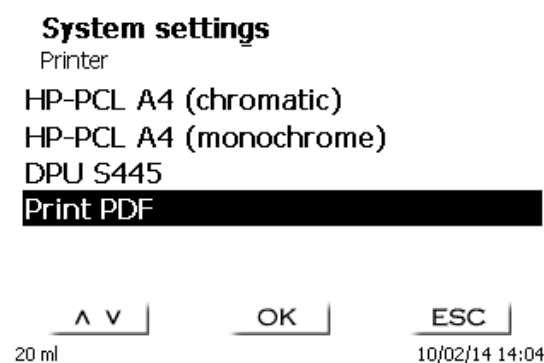 System settings
Printer
HP-PCL A4 (chromatic)
HP-PCL A4 (monochrome)
DPU S445
Print PDF
∧ ∨ OK ESC
20 ml 10/02/14 14:04